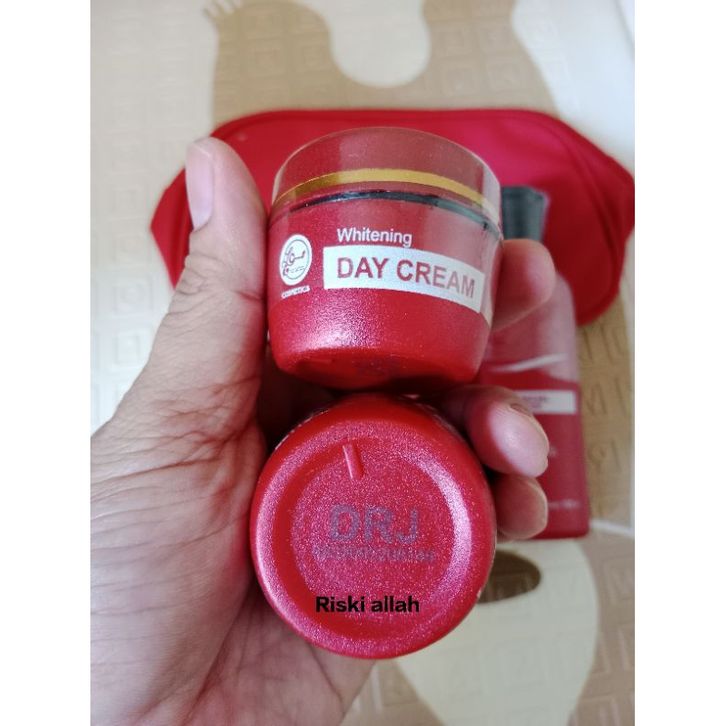 Whitening
DAY CREAM
COSMETICS
DRJ
Riski allah